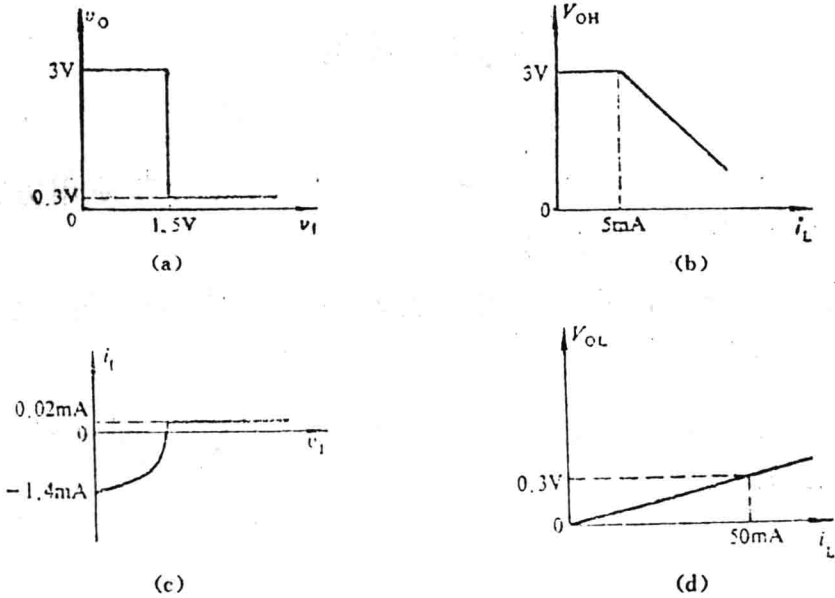 v_O
3V
0.3V
0
1.5V
v_I
(a)
V_OH
3V
0
5mA
i_L
(b)
i_I
0.02mA
0
v_I
-1.4mA
(c)
V_OL
0.3V
0
50mA
i_L
(d)